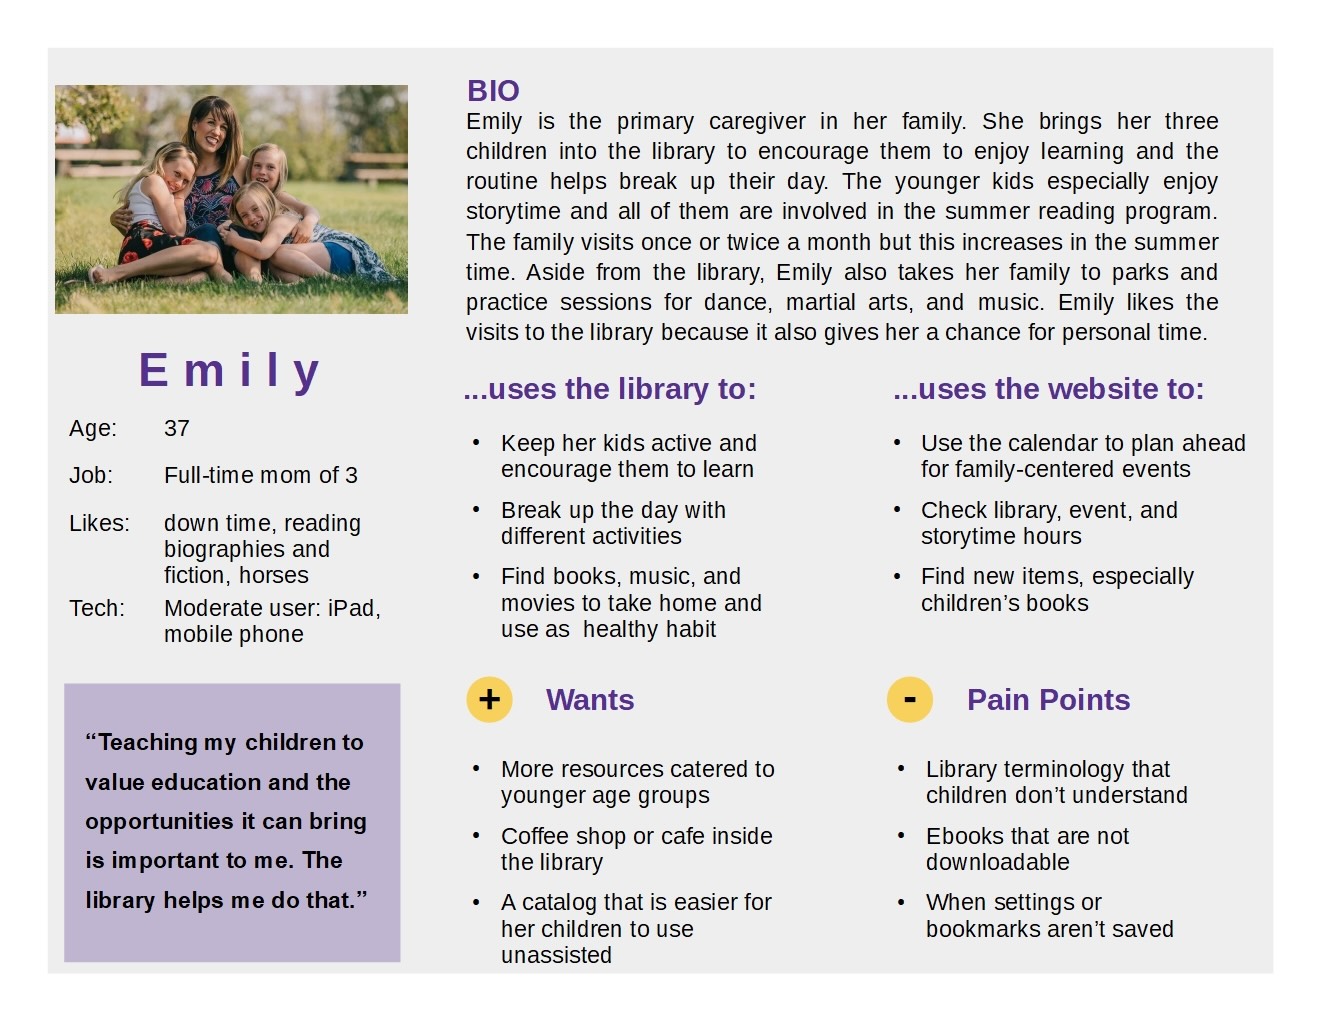 BIO
Emily is the primary caregiver in her family. She brings her three
children into the library to encourage them to enjoy learning and the
routine helps break up their day. The younger kids especially enjoy
storytime and all of them are involved in the summer reading program.
The family visits once or twice a month but this increases in the summer
time. Aside from the library, Emily also takes her family to parks and
practice sessions for dance, martial arts, and music. Emily likes the
visits to the library because it also gives her a chance for personal time.
Emily
Age: 37
Job: Full-time mom of 3
Likes: down time, reading
biographies and
fiction, horses
Tech: Moderate user: iPad,
mobile phone
“Teaching my children to
value education and the
opportunities it can bring
is important to me. The
library helps me do that.”
...uses the library to:
• Keep her kids active and
encourage them to learn
• Break up the day with
different activities
• Find books, music, and
movies to take home and
use as  healthy habit
...uses the website to:
• Use the calendar to plan ahead
for family-centered events
• Check library, event, and
storytime hours
• Find new items, especially
children’s books
+ Wants
• More resources catered to
younger age groups
• Coffee shop or cafe inside
the library
• A catalog that is easier for
her children to use
unassisted
- Pain Points
• Library terminology that
children don’t understand
• Ebooks that are not
downloadable
• When settings or
bookmarks aren’t saved